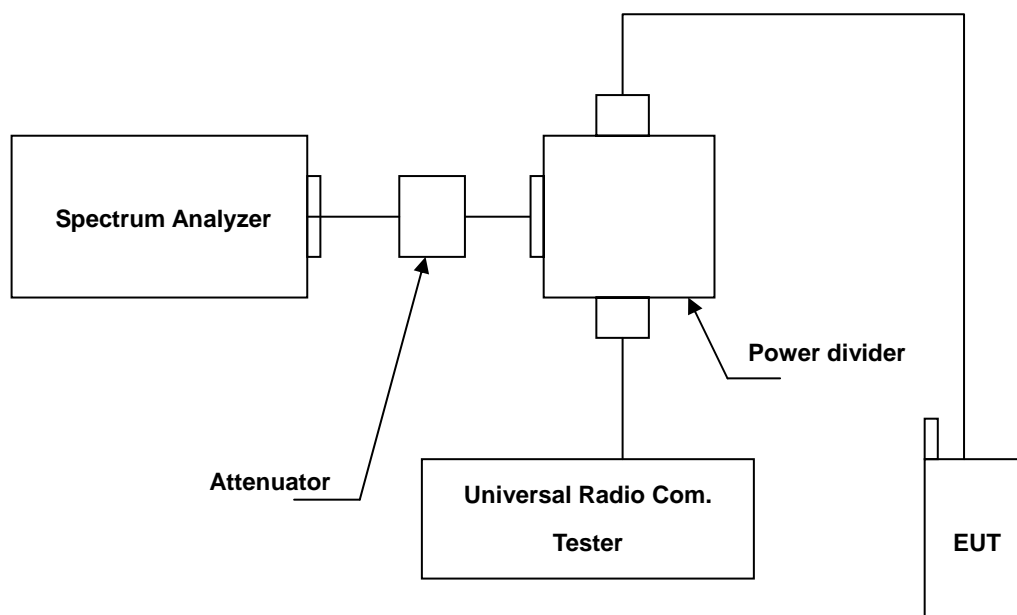 Spectrum Analyzer
Power divider
Attenuator
Universal Radio Com.
Tester
EUT